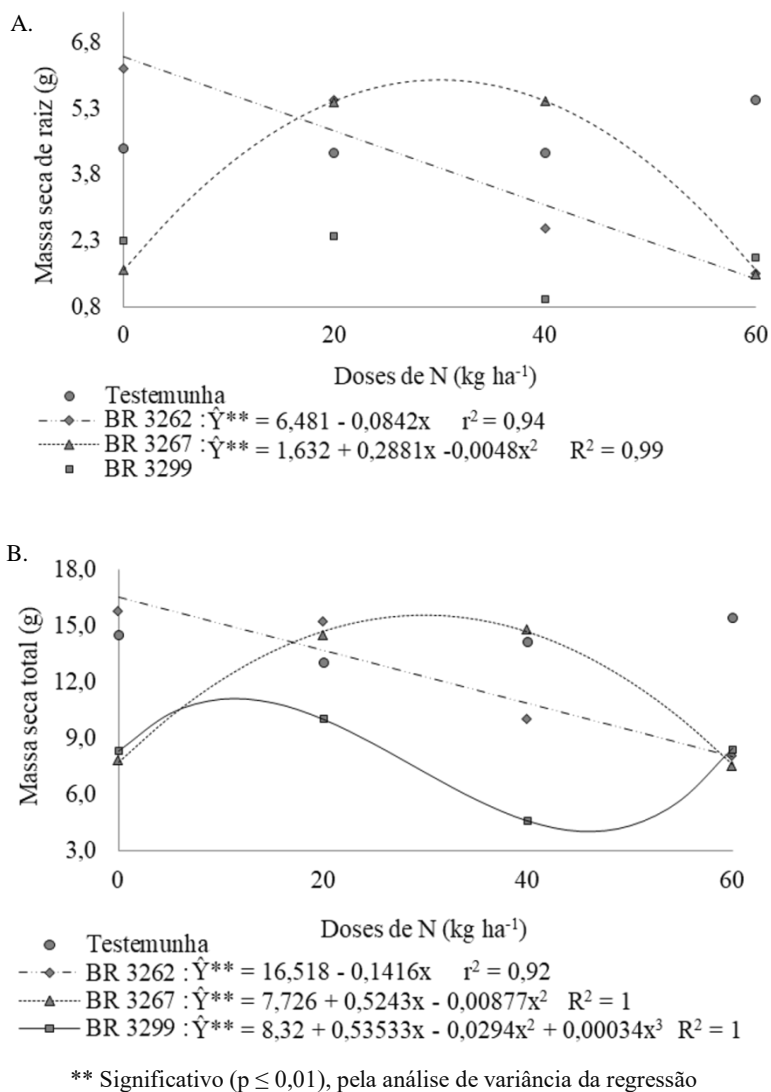 A.
Massa seca de raiz (g)
6,8
5,3
3,8
2,3
0,8
0 20 40 60
Doses de N (kg ha⁻¹)
Testemunha
BR 3262 : Ŷ** = 6,481 - 0,0842x r² = 0,94
BR 3267 : Ŷ** = 1,632 + 0,2881x -0,0048x² R² = 0,99
BR 3299
B.
Massa seca total (g)
18,0
15,0
12,0
9,0
6,0
3,0
0 20 40 60
Doses de N (kg ha⁻¹)
Testemunha
BR 3262 : Ŷ** = 16,518 - 0,1416x r² = 0,92
BR 3267 : Ŷ** = 7,726 + 0,5243x - 0,00877x² R² = 1
BR 3299 : Ŷ** = 8,32 + 0,53533x - 0,0294x² + 0,00034x³ R² = 1
** Significativo (p ≤ 0,01), pela análise de variância da regressão